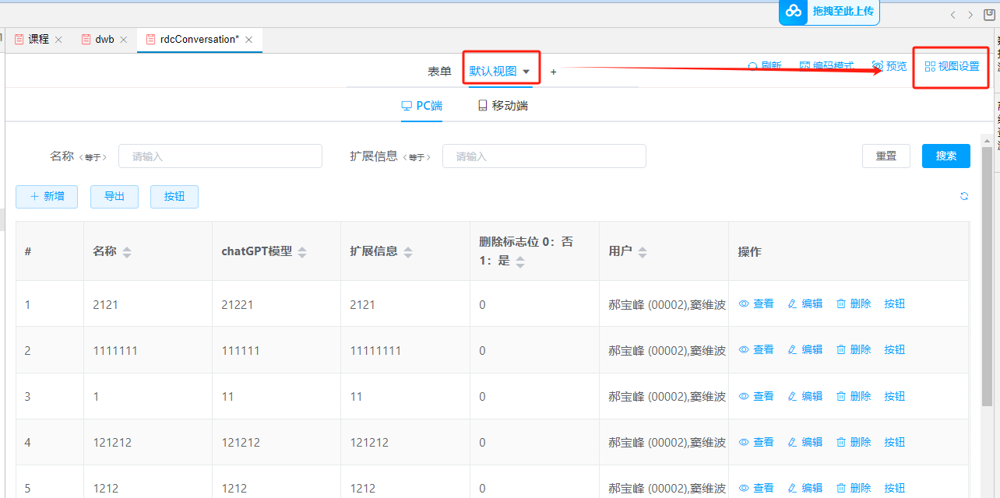 拖拽至此上传
课程
dwb
rdcConversation*
表单 默认视图 +
刷新 编码模式 预览 视图设置
PC端 移动端
名称 <等于> 请输入 扩展信息 <等于> 请输入 重置 搜索
+ 新增 导出 按钮
# 名称 chatGPT模型 扩展信息 删除标志位 0：否 用户 操作
1：是
1 2121 21221 2121 0 郝宝峰 (00002),窦维波 查看 编辑 删除 按钮
2 1111111 111111 11111111 0 郝宝峰 (00002),窦维波 查看 编辑 删除 按钮
3 1 11 11 0 郝宝峰 (00002),窦维波 查看 编辑 删除 按钮
4 121212 121212 121212 0 郝宝峰 (00002),窦维波 查看 编辑 删除 按钮
5 1212 1212 1212 0 郝宝峰 (00002),窦维波 查看 编辑 删除 按钮